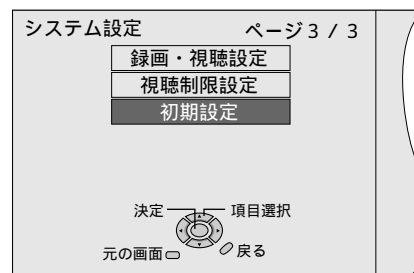 システム設定 ページ3 / 3
録画・視聴設定
視聴制限設定
初期設定
決定 項目選択
元の画面 戻る